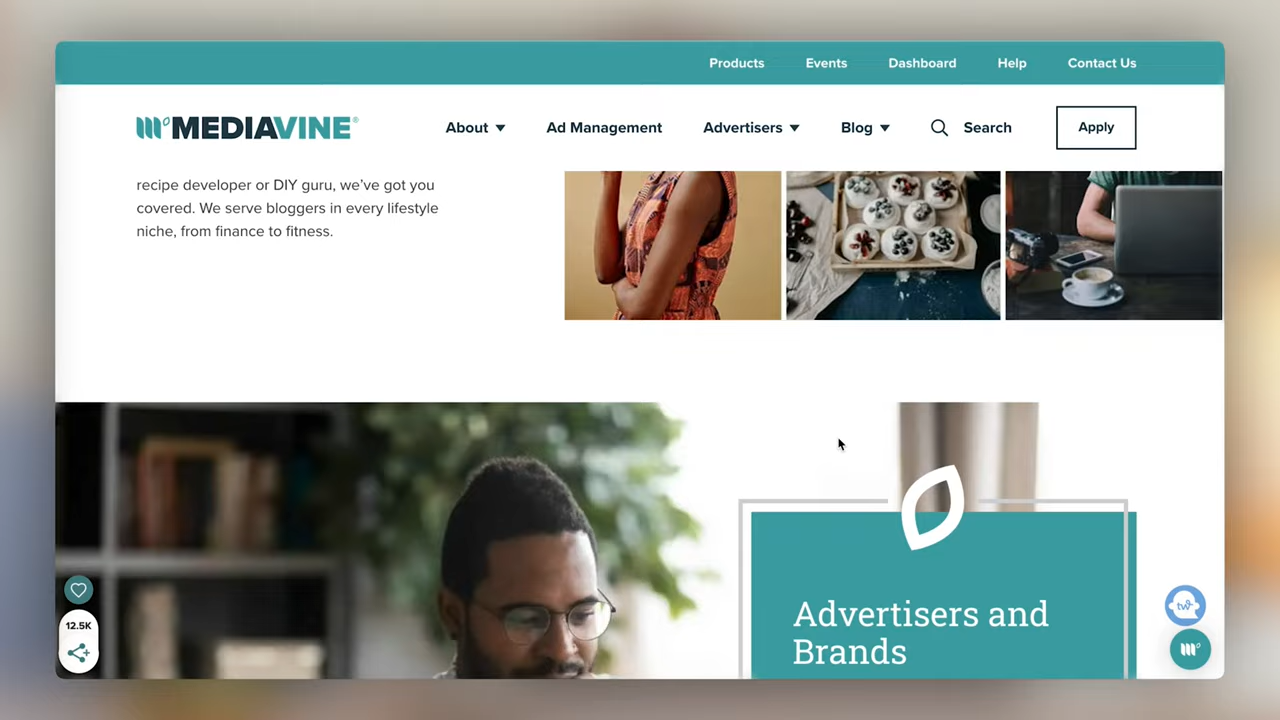 Products Events Dashboard Help Contact Us
MEDIAVINE®
About Ad Management Advertisers Blog Search Apply
recipe developer or DIY guru, we’ve got you
covered. We serve bloggers in every lifestyle
niche, from finance to fitness.
12.5K
Advertisers and
Brands